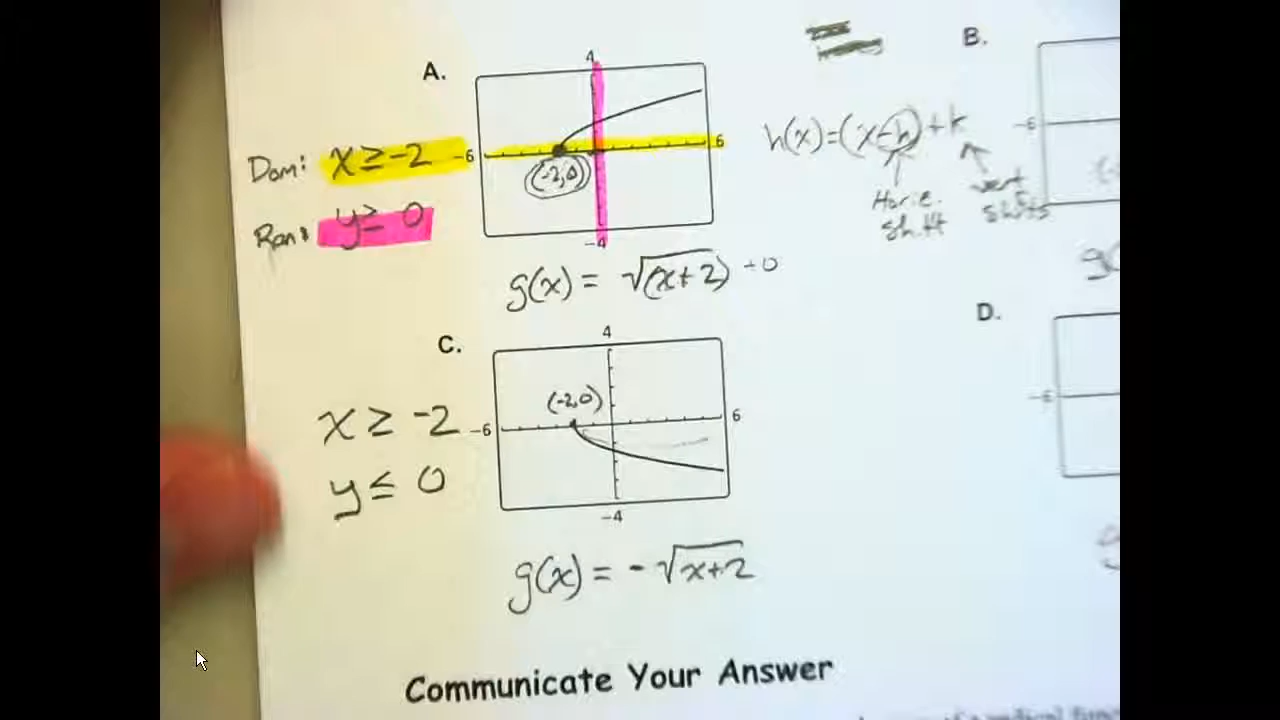 A.
4
Dom: x ≥ -2
-6
6
(-2,0)
Ran: y ≥ 0
-4
g(x) = √(x+2) +0
h(x)=(x-h)+k
Horiz. shift
vert shifts
B.
-6
C.
4
(-2,0)
x ≥ -2
-6
6
y ≤ 0
-4
g(x) = -√x+2
D.
-6
Communicate Your Answer